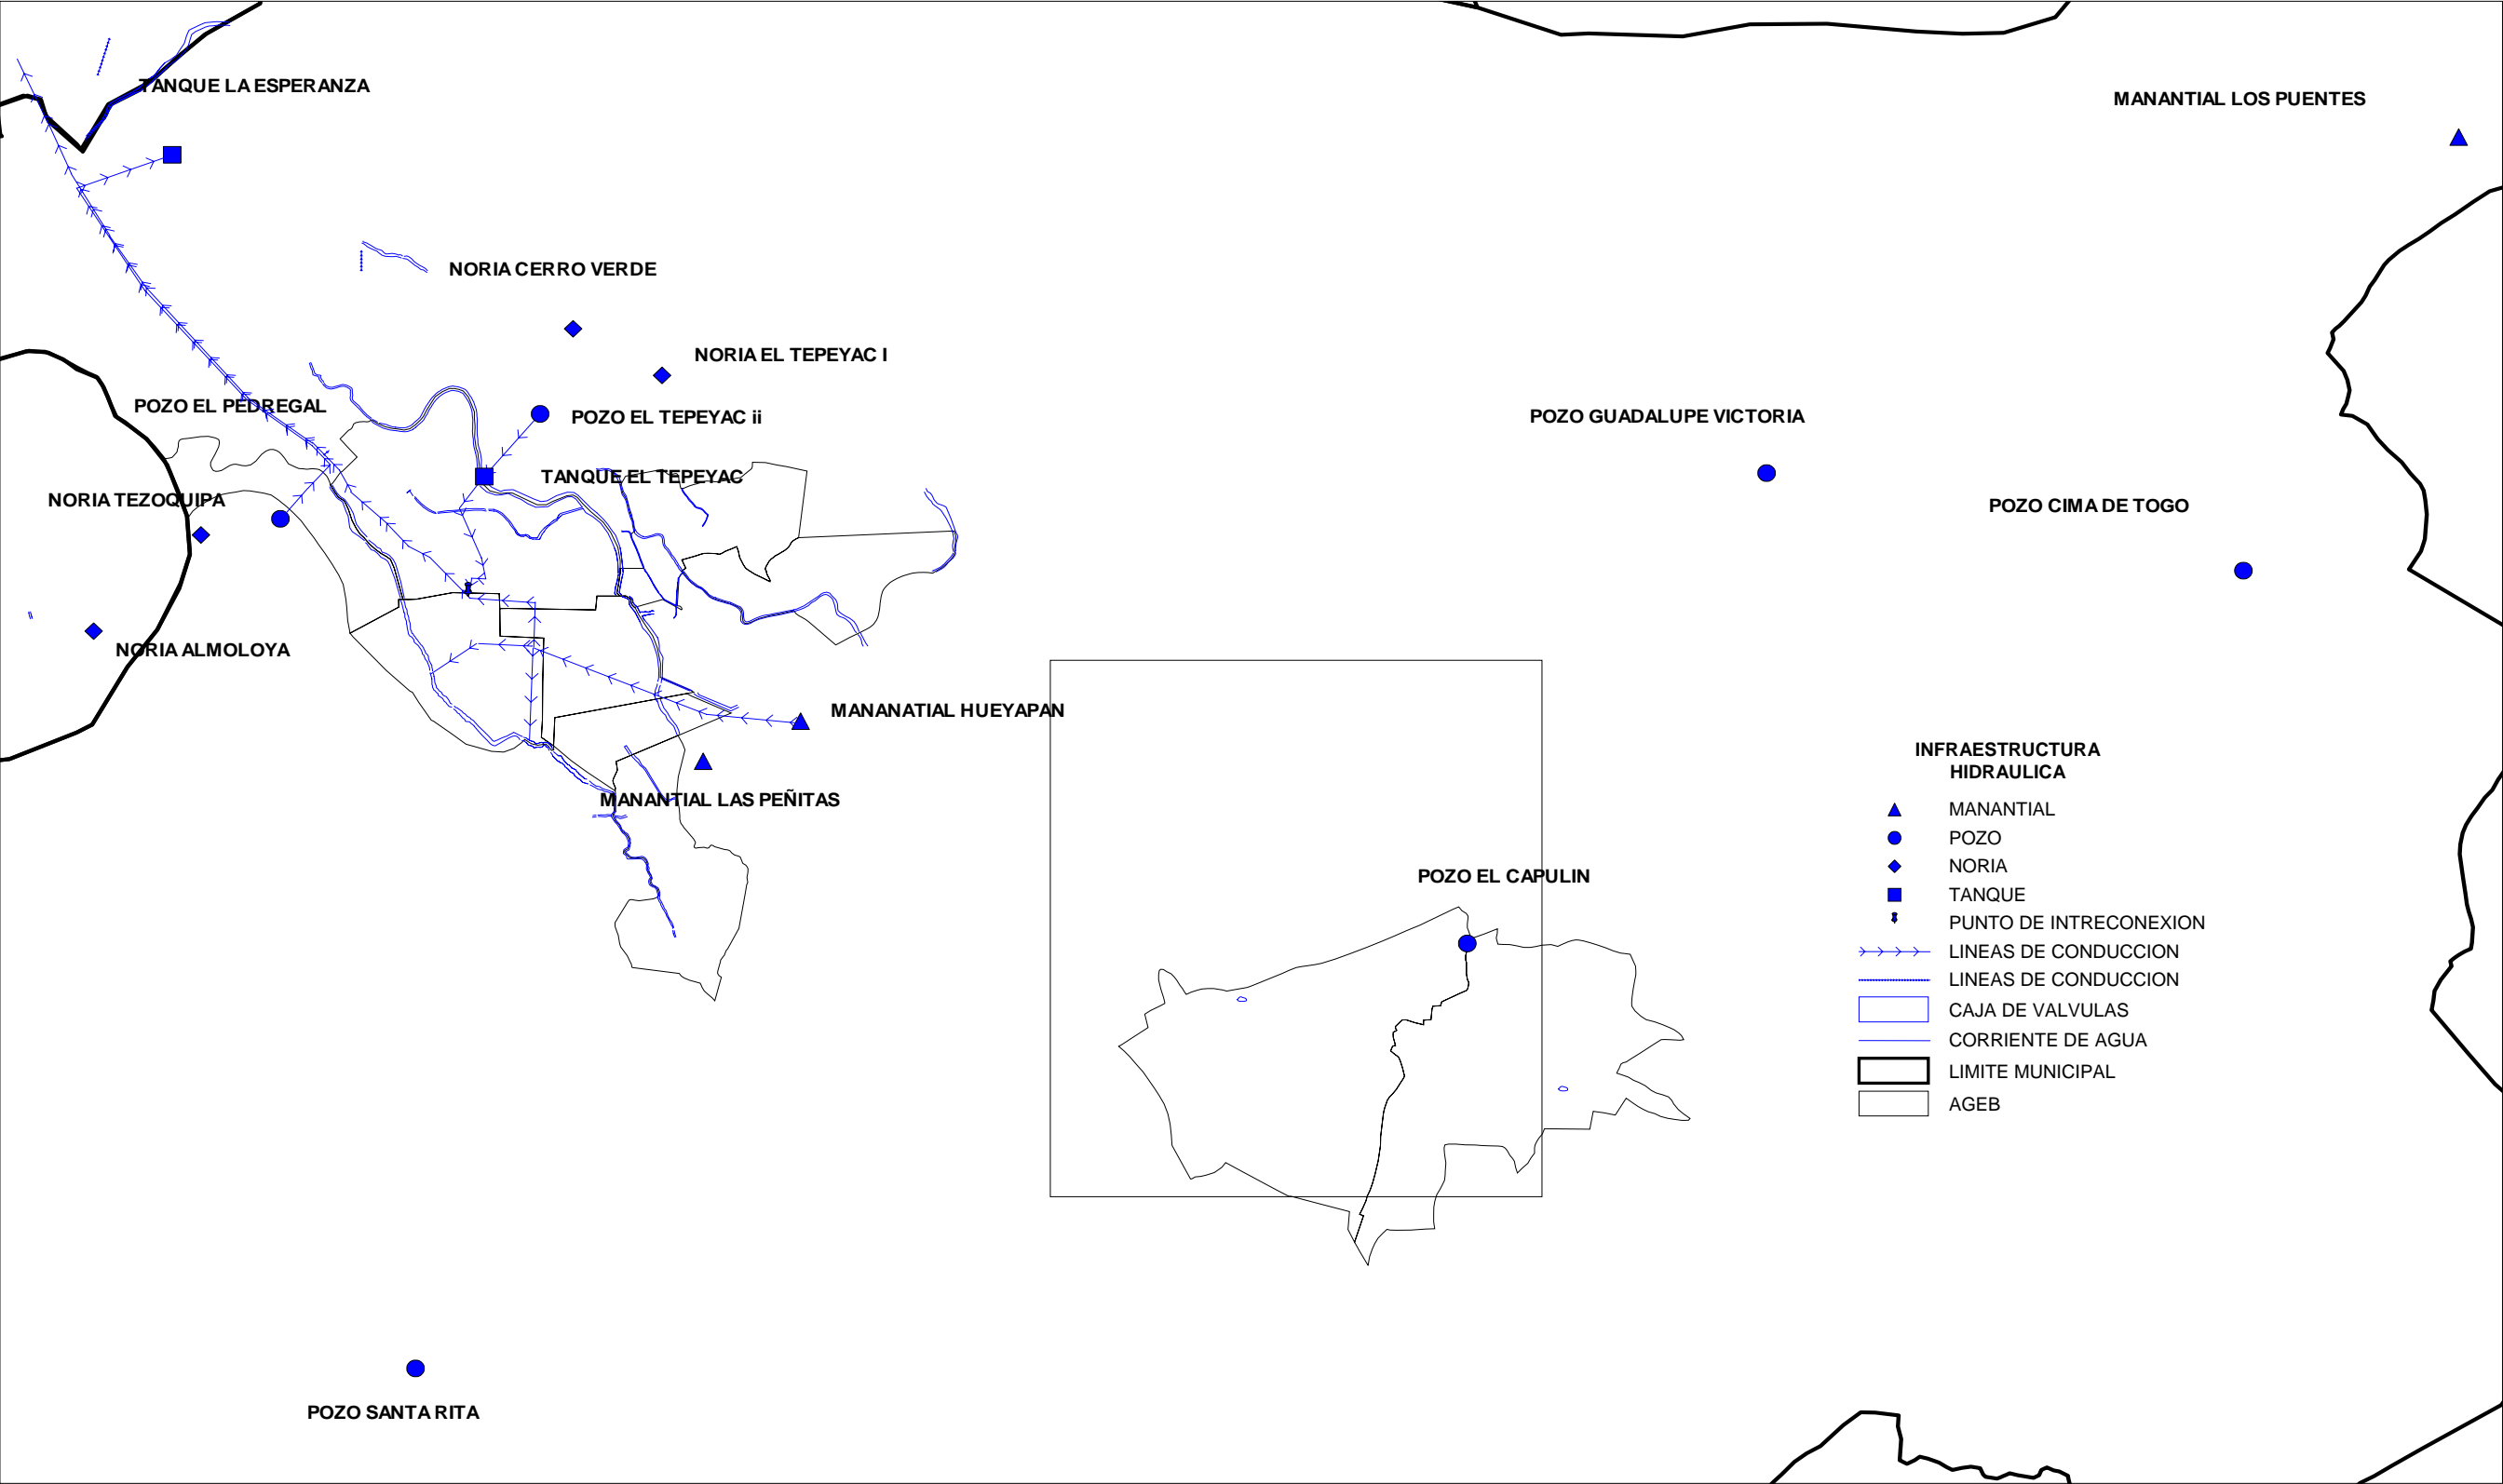 TANQUE LA ESPERANZA
MANANTIAL LOS PUENTES
NORIA CERRO VERDE
NORIA EL TEPEYAC I
POZO EL PEDREGAL
POZO EL TEPEYAC ii
POZO GUADALUPE VICTORIA
TANQUE EL TEPEYAC
NORIA TEZOQUIPA
POZO CIMA DE TOGO
NORIA ALMOLOYA
MANANATIAL HUEYAPAN
MANANTIAL LAS PEÑITAS
POZO EL CAPULIN
POZO SANTA RITA
INFRAESTRUCTURA
HIDRAULICA
MANANTIAL
POZO
NORIA
TANQUE
PUNTO DE INTRECONEXION
LINEAS DE CONDUCCION
LINEAS DE CONDUCCION
CAJA DE VALVULAS
CORRIENTE DE AGUA
LIMITE MUNICIPAL
AGEB